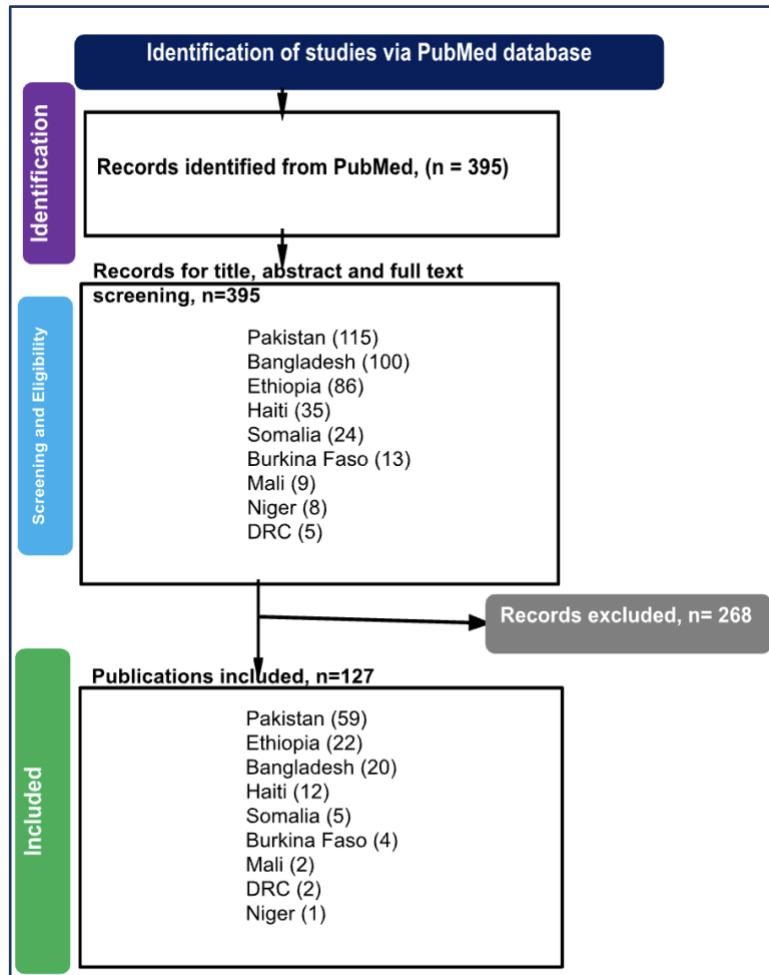 Identification of studies via PubMed database
Identification
Records identified from PubMed, (n = 395)
Records for title, abstract and full text
screening, n=395
Screening and Eligibility
Pakistan (115)
Bangladesh (100)
Ethiopia (86)
Haiti (35)
Somalia (24)
Burkina Faso (13)
Mali (9)
Niger (8)
DRC (5)
Records excluded, n= 268
Publications included, n=127
Included
Pakistan (59)
Ethiopia (22)
Bangladesh (20)
Haiti (12)
Somalia (5)
Burkina Faso (4)
Mali (2)
DRC (2)
Niger (1)